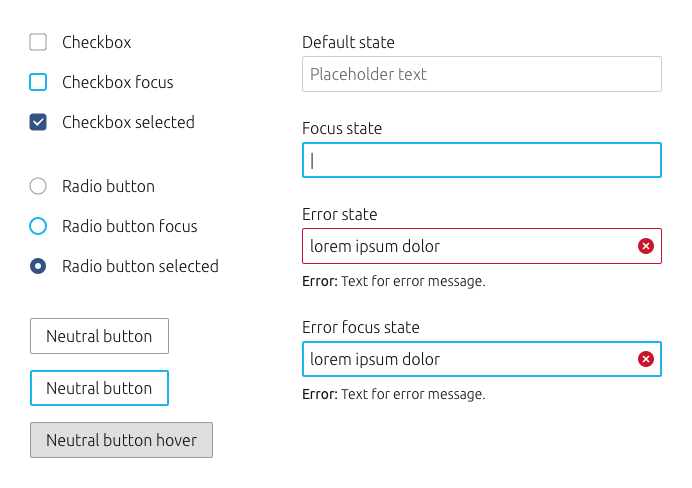 Checkbox
Checkbox focus
Checkbox selected
Radio button
Radio button focus
Radio button selected
Neutral button
Neutral button
Neutral button hover
Default state
Placeholder text
Focus state
Error state
lorem ipsum dolor
Error: Text for error message.
Error focus state
lorem ipsum dolor
Error: Text for error message.